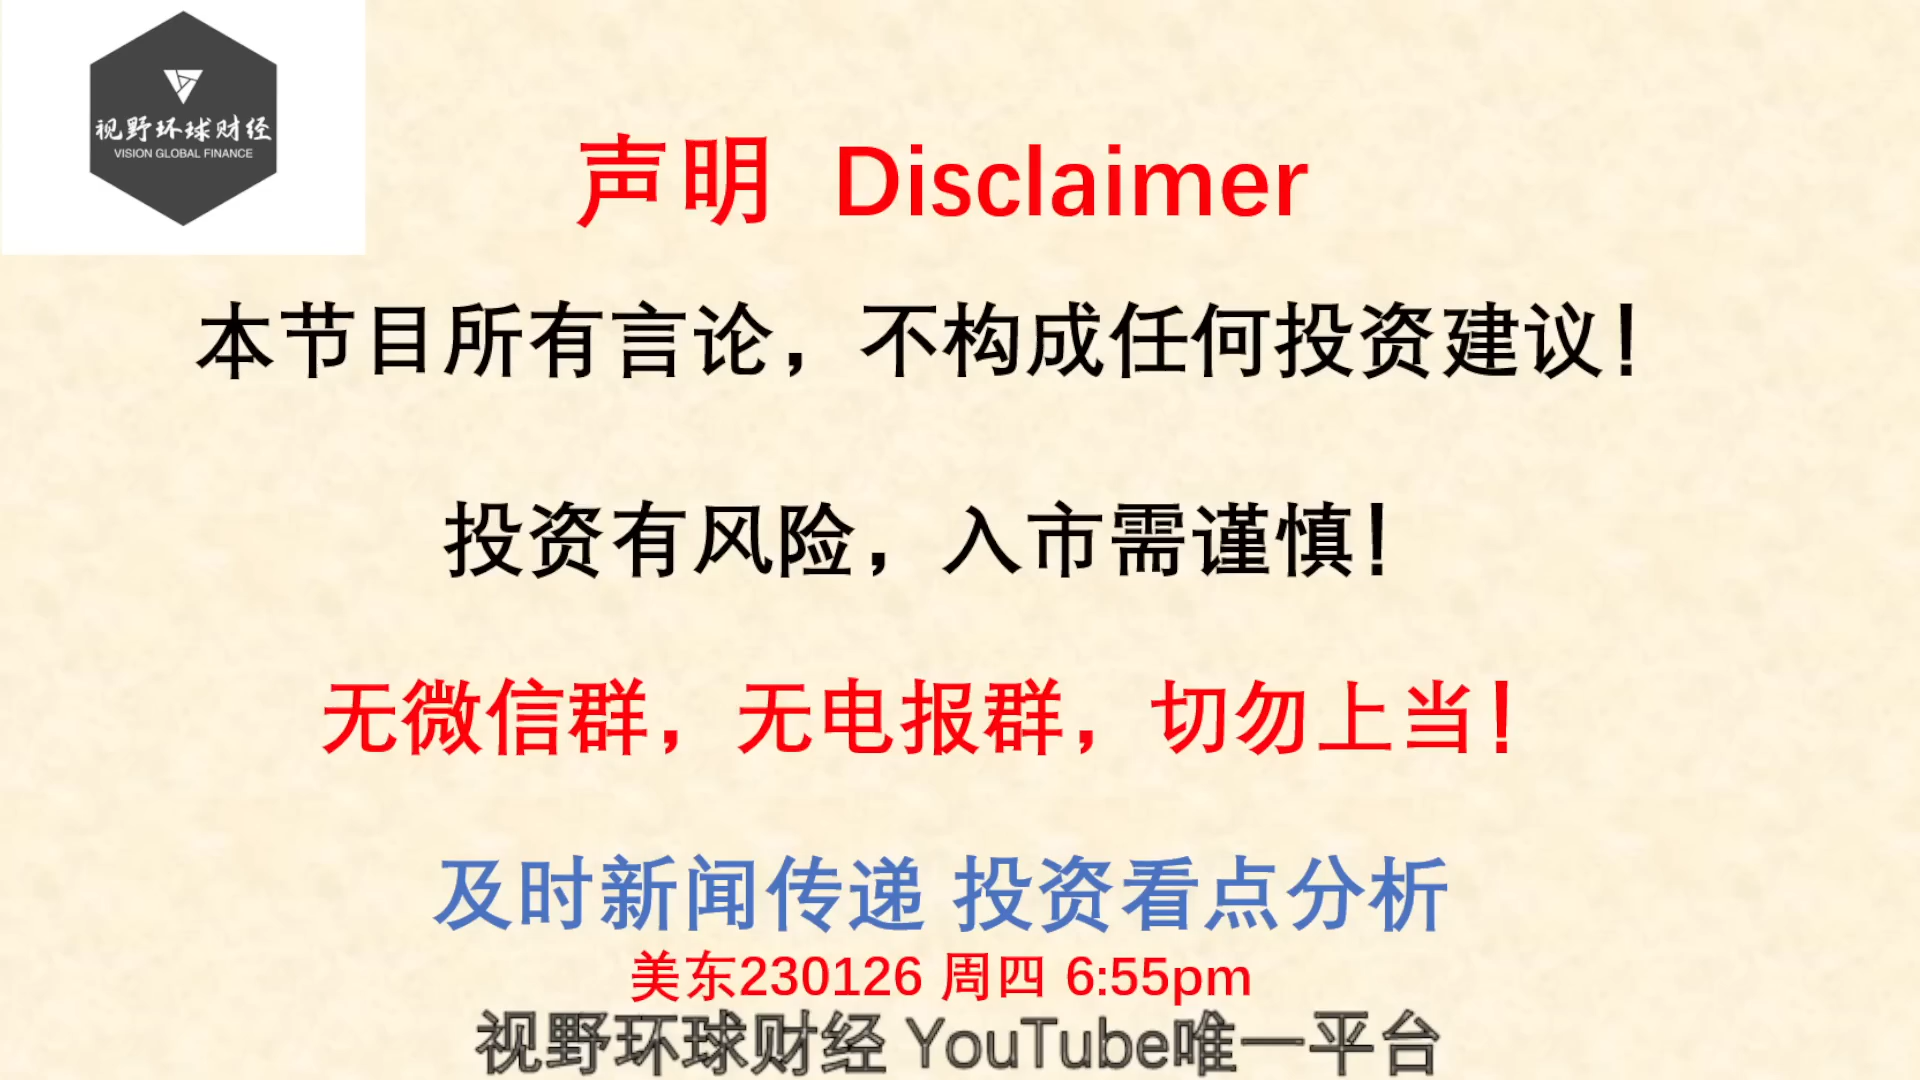 视野环球财经
VISION GLOBAL FINANCE
声明 Disclaimer
本节目所有言论，不构成任何投资建议！
投资有风险，入市需谨慎！
无微信群，无电报群，切勿上当！
及时新闻传递 投资看点分析
美东230126 周四 6:55pm
视野环球财经 YouTube唯一平台